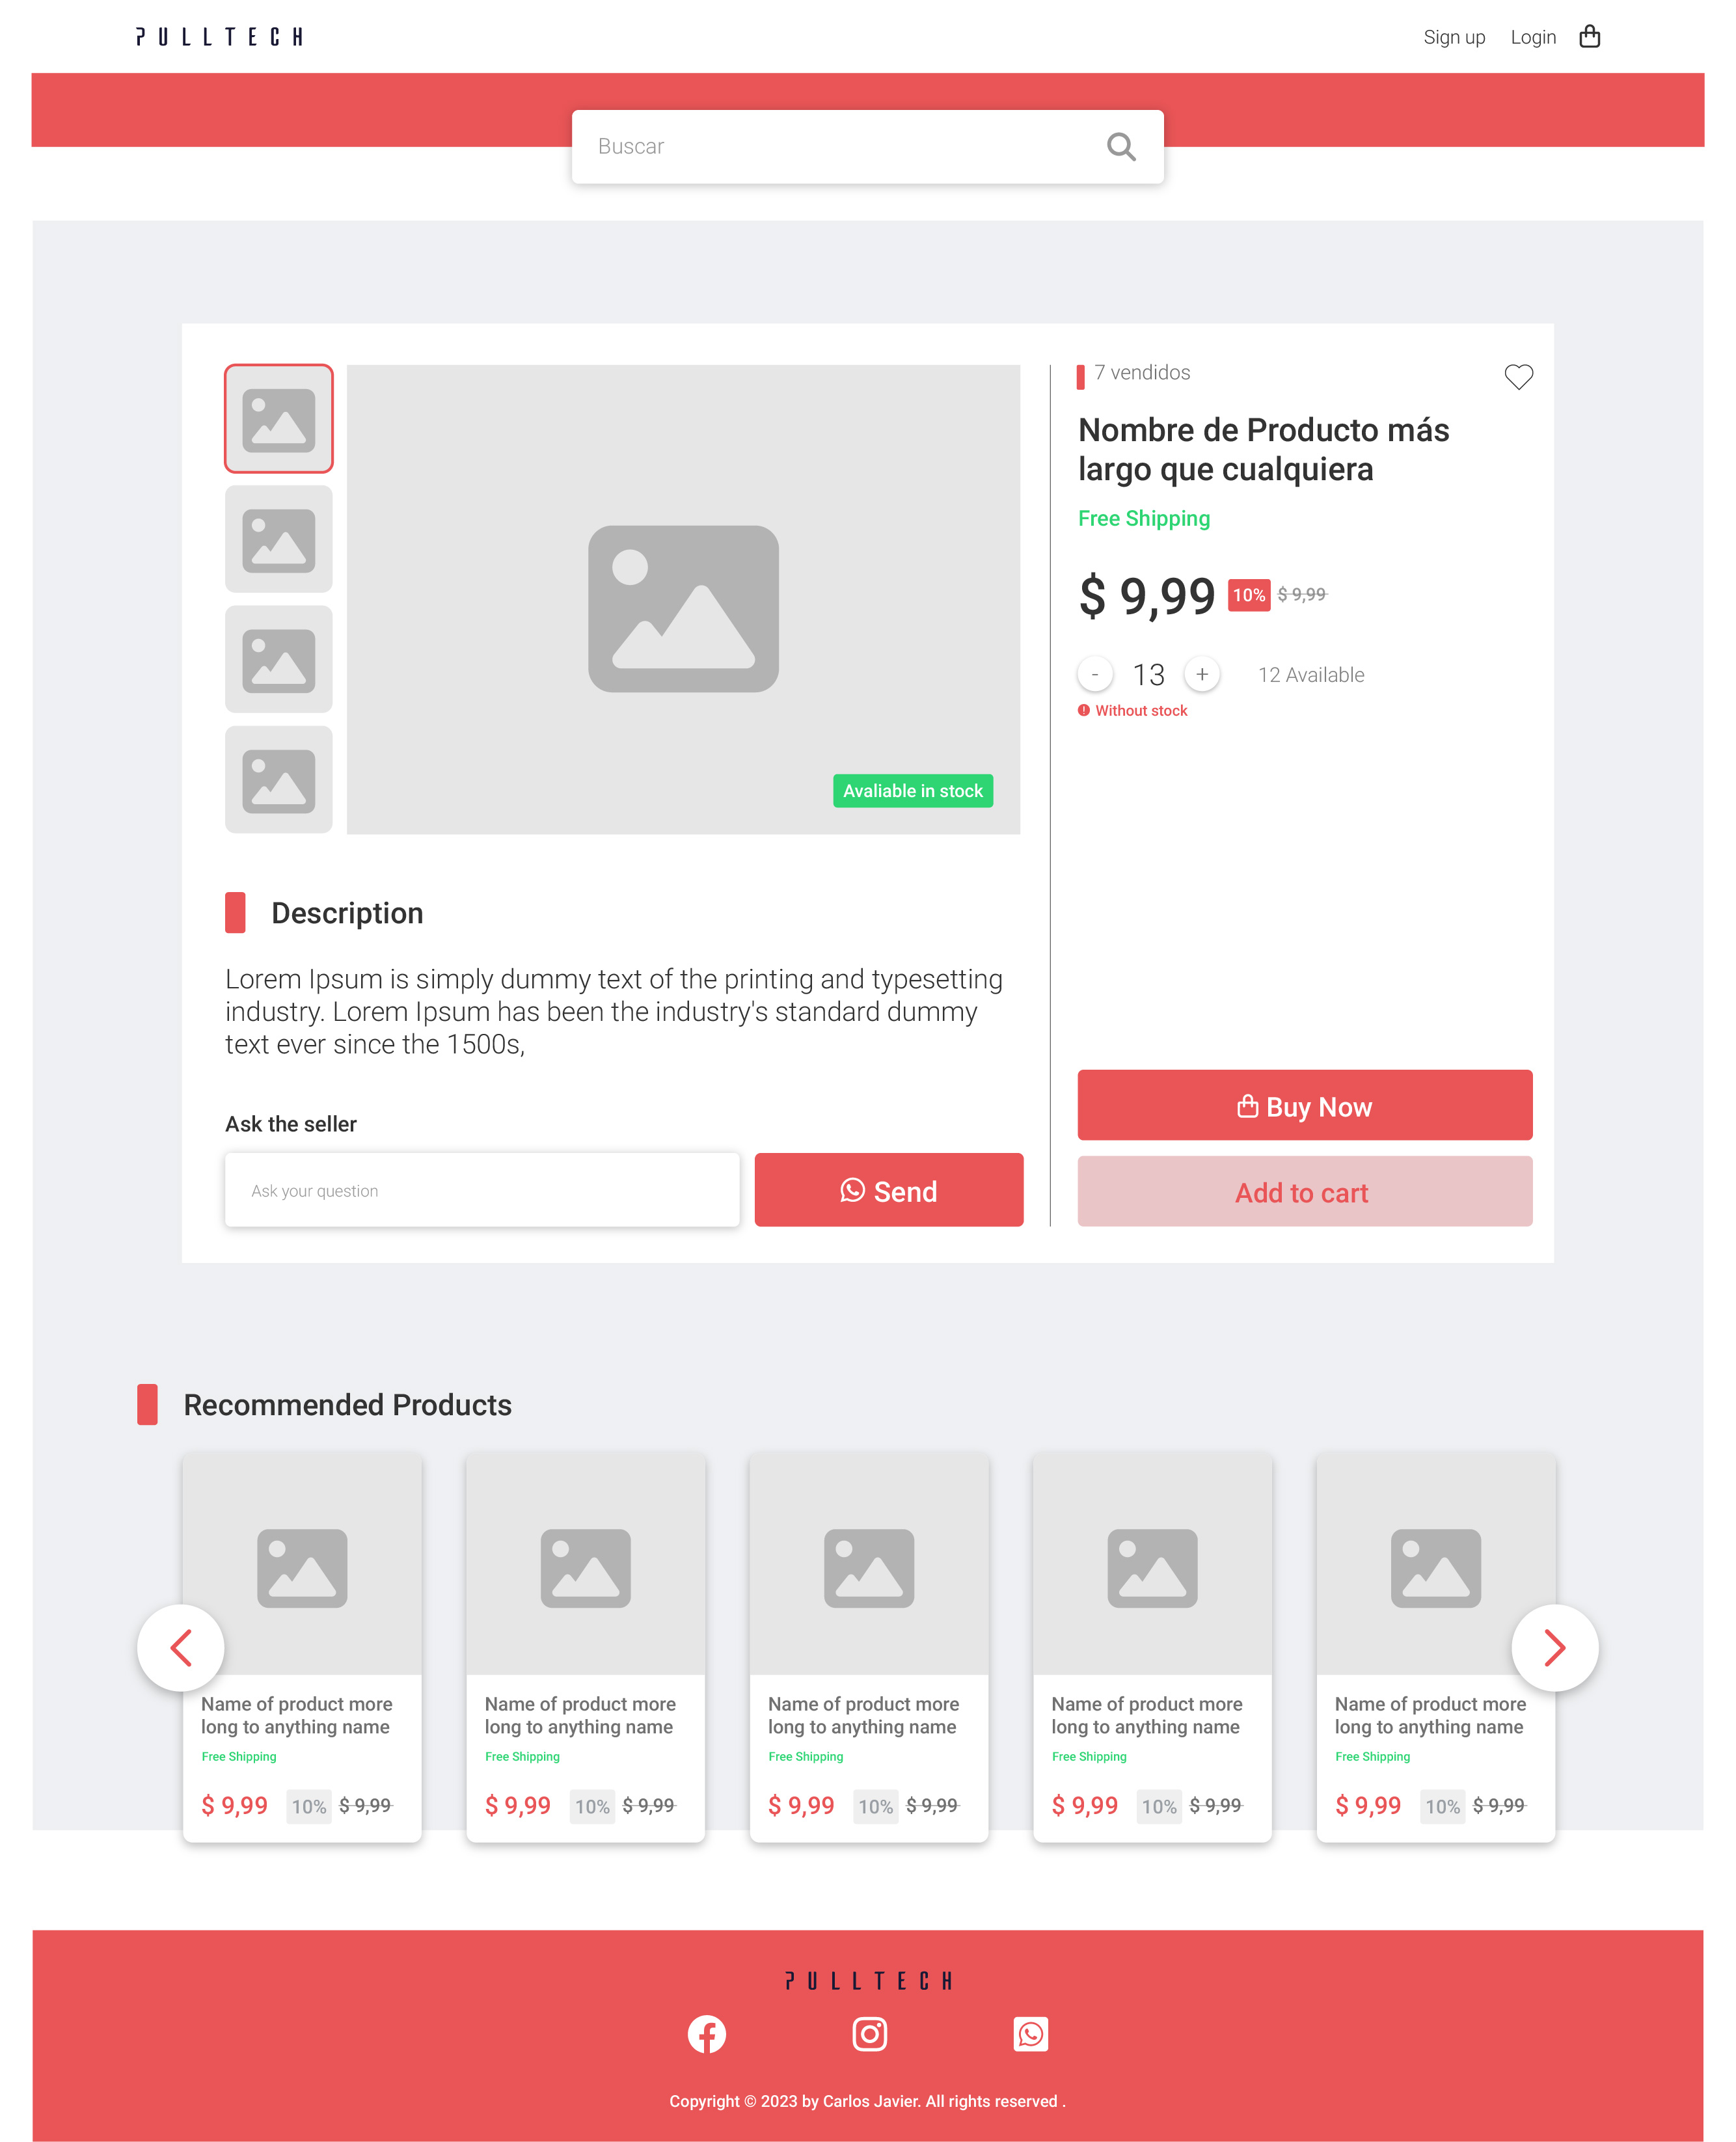 PULLTECH
Sign up Login
Buscar
7 vendidos
Nombre de Producto más
largo que cualquiera
Free Shipping
$ 9,99 10% $ 9,99
- 13 + 12 Available
Without stock
Avaliable in stock
Description
Lorem Ipsum is simply dummy text of the printing and typesetting
industry. Lorem Ipsum has been the industry's standard dummy
text ever since the 1500s,
Ask the seller
Ask your question
Send
Buy Now
Add to cart
Recommended Products
Name of product more
long to anything name
Free Shipping
$ 9,99 10% $ 9,99
Name of product more
long to anything name
Free Shipping
$ 9,99 10% $ 9,99
Name of product more
long to anything name
Free Shipping
$ 9,99 10% $ 9,99
Name of product more
long to anything name
Free Shipping
$ 9,99 10% $ 9,99
Name of product more
long to anything name
Free Shipping
$ 9,99 10% $ 9,99
PULLTECH
Copyright © 2023 by Carlos Javier. All rights reserved .